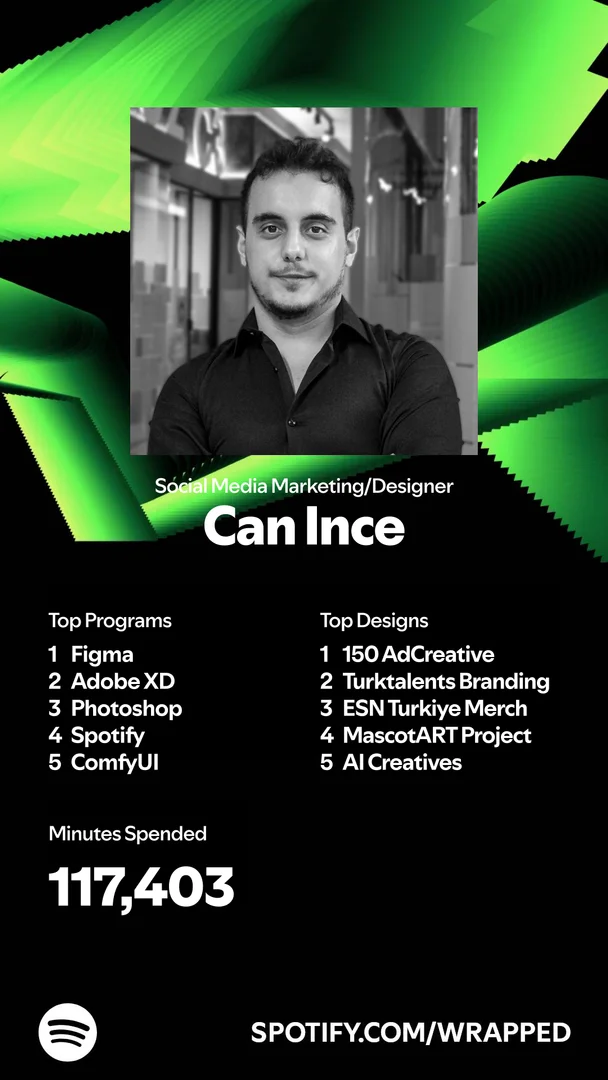 Social Media Marketing/Designer
Can Ince
Top Programs
1 Figma
2 Adobe XD
3 Photoshop
4 Spotify
5 ComfyUI
Top Designs
1 150 AdCreative
2 Turktalents Branding
3 ESN Turkiye Merch
4 MascotART Project
5 AI Creatives
Minutes Spended
117,403
SPOTIFY.COM/WRAPPED